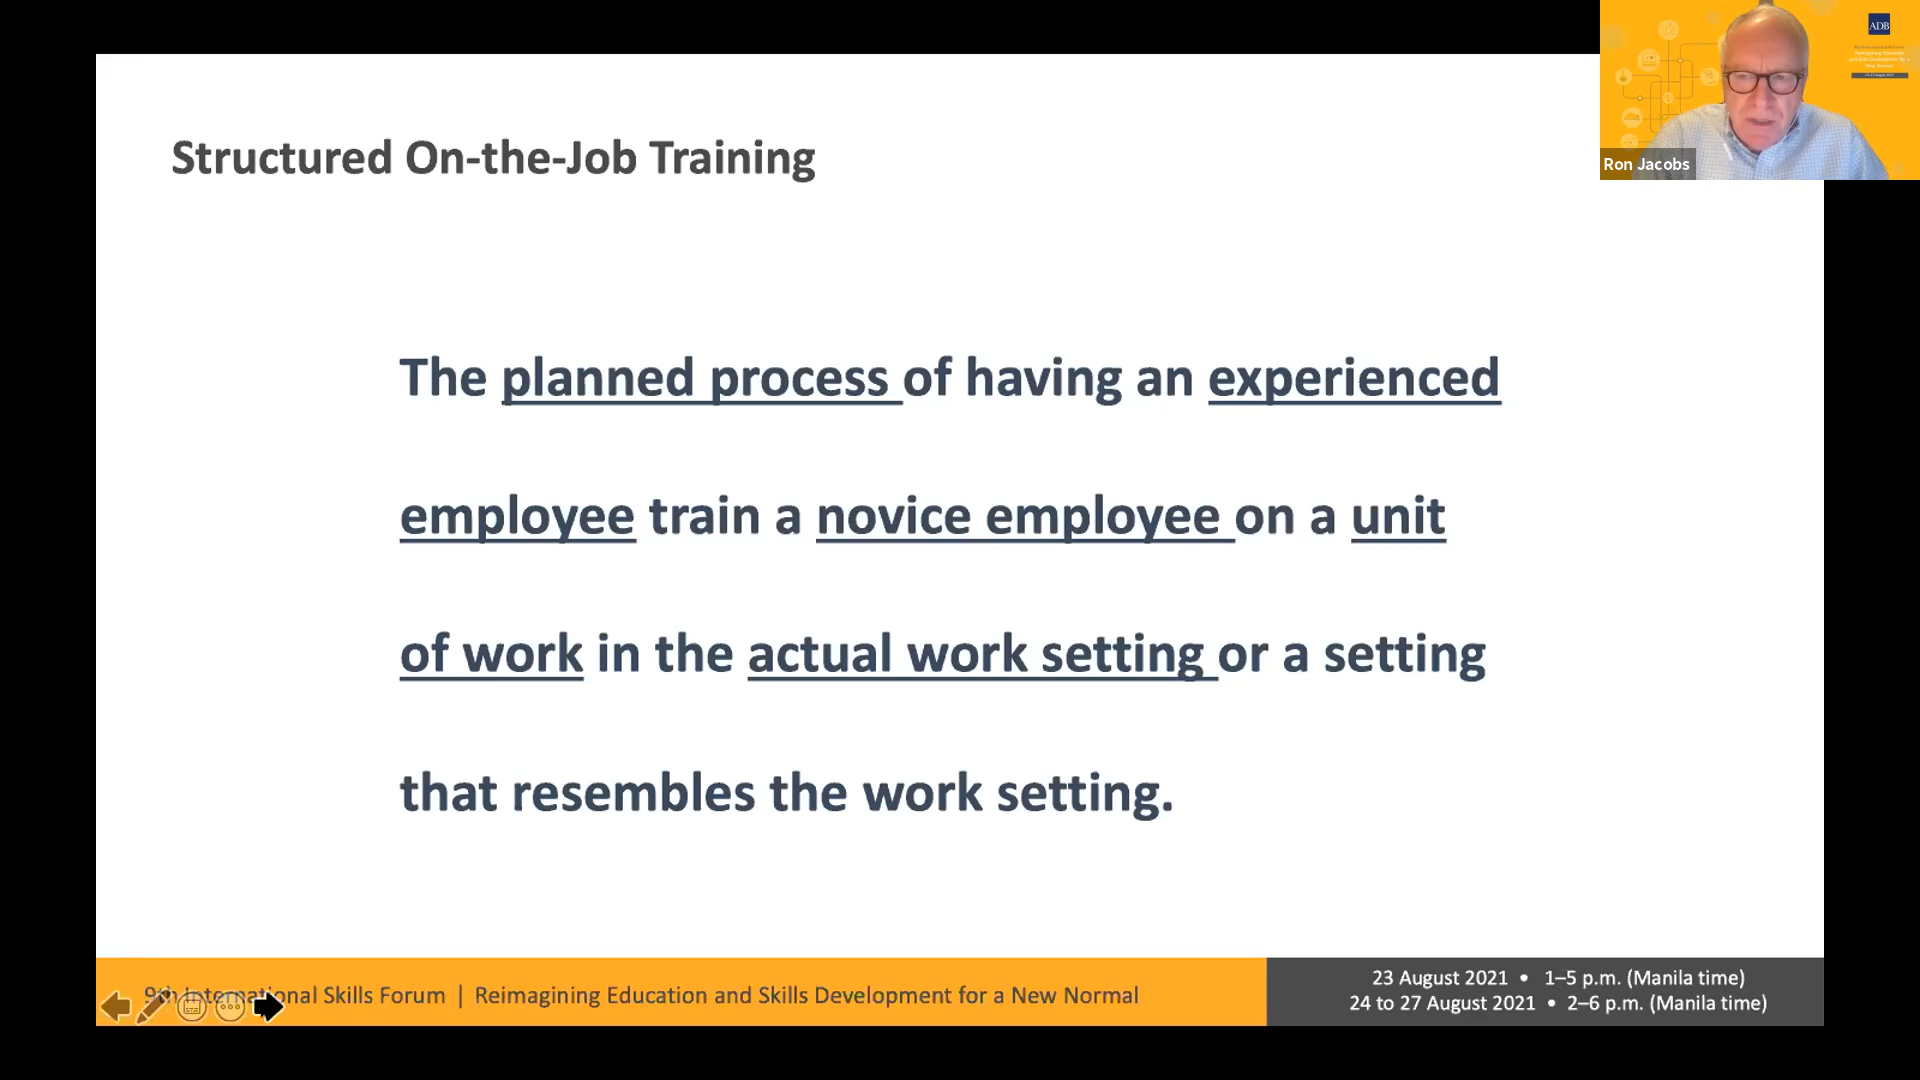 ADB
Ron Jacobs
Structured On-the-Job Training
The planned process of having an experienced
employee train a novice employee on a unit
of work in the actual work setting or a setting
that resembles the work setting.
9th International Skills Forum | Reimagining Education and Skills Development for a New Normal
23 August 2021 • 1–5 p.m. (Manila time)
24 to 27 August 2021 • 2–6 p.m. (Manila time)